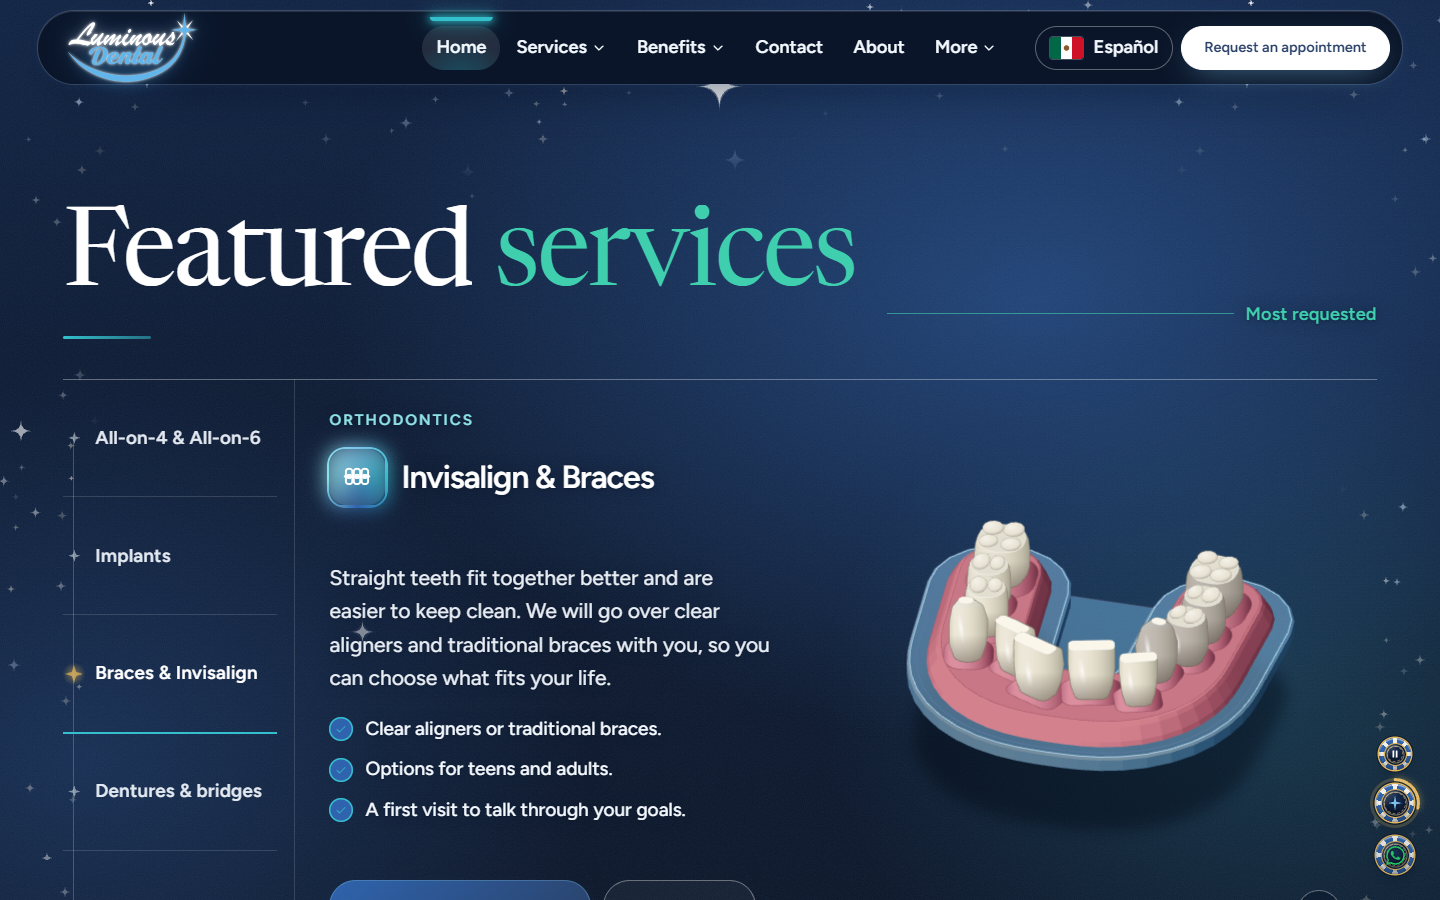 Luminous
Dental
Home
Services
Benefits
Contact
About
More
Español
Request an appointment
Featured services
Most requested
All-on-4 & All-on-6
Implants
Braces & Invisalign
Dentures & bridges
ORTHODONTICS
Invisalign & Braces
Straight teeth fit together better and are
easier to keep clean. We will go over clear
aligners and traditional braces with you, so you
can choose what fits your life.
Clear aligners or traditional braces.
Options for teens and adults.
A first visit to talk through your goals.